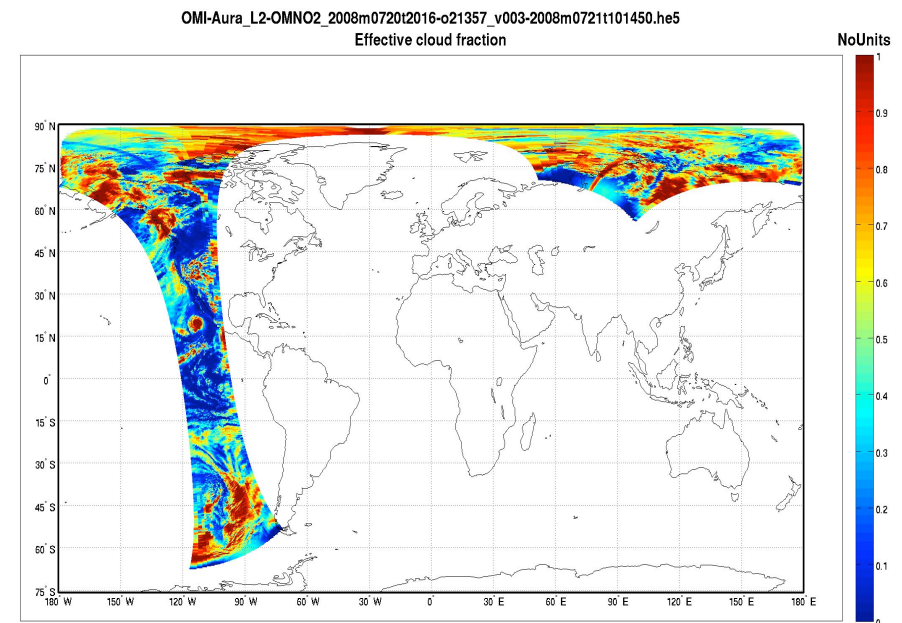 OMI-Aura_L2-OMNO2_2008m0720t2016-o21357_v003-2008m0721t101450.he5
Effective cloud fraction
NoUnits
1
0.9
0.8
0.7
0.6
0.5
0.4
0.3
0.2
0.1
0
90° N
75° N
60° N
45° N
30° N
15° N
0°
15° S
30° S
45° S
60° S
75° S
180° W
150° W
120° W
90° W
60° W
30° W
0°
30° E
60° E
90° E
120° E
150° E
180° E